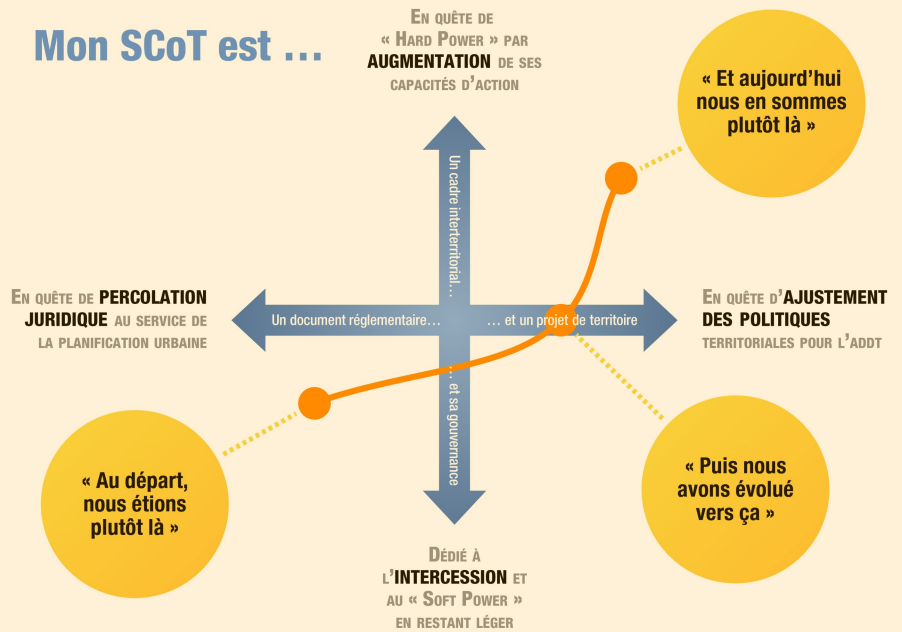 Mon SCoT est …
En quête de
« Hard Power » par
AUGMENTATION de ses
capacités d'action
« Et aujourd'hui
nous en sommes
plutôt là »
Un cadre interterritorial…
En quête de PERCOLATION
JURIDIQUE au service de
la planification urbaine
Un document réglementaire…
… et un projet de territoire
En quête d'AJUSTEMENT
DES POLITIQUES
territoriales pour l'ADDT
… et sa gouvernance
« Au départ,
nous étions
plutôt là »
« Puis nous
avons évolué
vers ça »
Dédié à
l'INTERCESSION et
au « Soft Power »
en restant léger